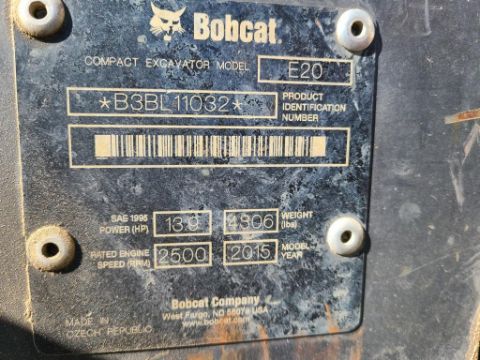 Bobcat.
COMPACT EXCAVATOR MODEL E20
*B3BL11032* PRODUCT IDENTIFICATION NUMBER
SAE 1995 POWER (HP) 13.9 4306 WEIGHT (lbs)
RATED ENGINE SPEED (RPM) 2500 2015 MODEL YEAR
Bobcat Company
West Fargo, ND 58078 USA
www.bobcat.com
MADE IN
CZECH REPUBLIC